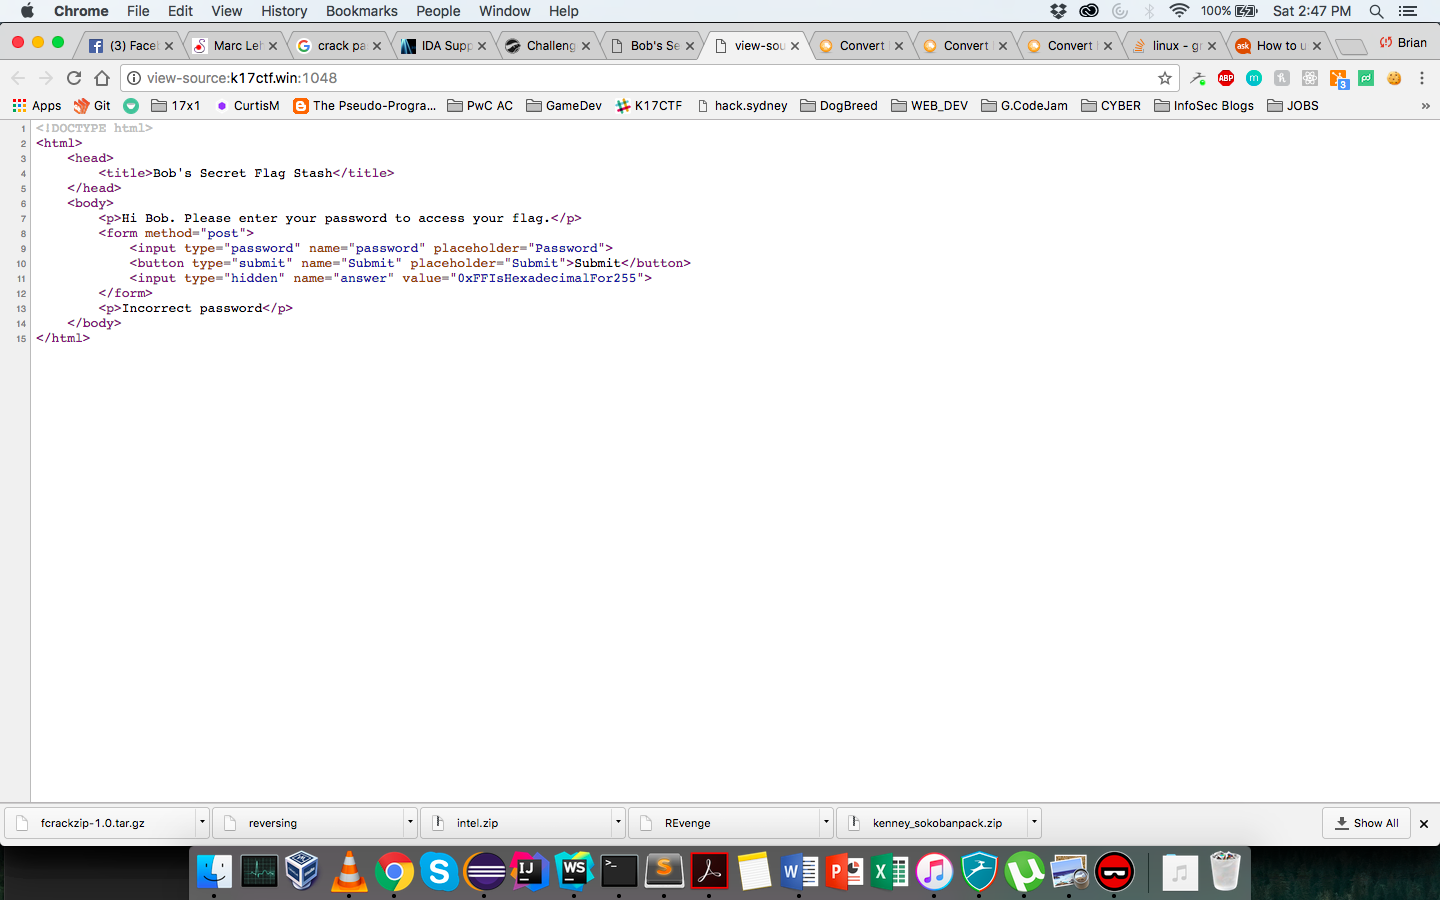 Chrome File Edit View History Bookmarks People Window Help 100% Sat 2:47 PM
(3) Faceb Marc Leh crack pa IDA Supp Challeng Bob's Se view-sou Convert Convert Convert linux - gr How to u Brian
view-source:k17ctf.win:1048 ABP m 3
Apps Git 17x1 CurtisM The Pseudo-Progra... PwC AC GameDev K17CTF hack.sydney DogBreed WEB_DEV G.CodeJam CYBER InfoSec Blogs JOBS »
1 <!DOCTYPE html>
2 <html>
3 <head>
4 <title>Bob's Secret Flag Stash</title>
5 </head>
6 <body>
7 <p>Hi Bob. Please enter your password to access your flag.</p>
8 <form method="post">
9 <input type="password" name="password" placeholder="Password">
10 <button type="submit" name="Submit" placeholder="Submit">Submit</button>
11 <input type="hidden" name="answer" value="0xFFIsHexadecimalFor255">
12 </form>
13 <p>Incorrect password</p>
14 </body>
15 </html>
fcrackzip-1.0.tar.gz reversing intel.zip REvenge kenney_sokobanpack.zip Show All
IJ WS >_ S W P X